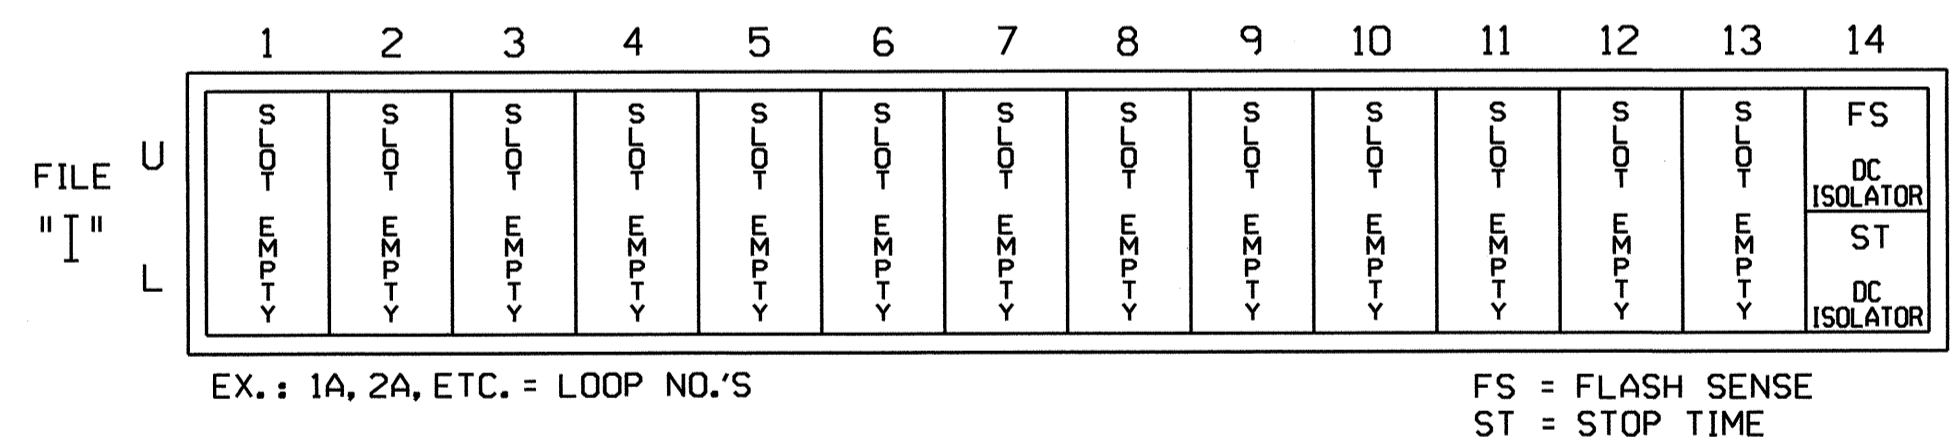 1 2 3 4 5 6 7 8 9 10 11 12 13 14
FILE
"I"
U
L
SLOT EMPTY
SLOT EMPTY
SLOT EMPTY
SLOT EMPTY
SLOT EMPTY
SLOT EMPTY
SLOT EMPTY
SLOT EMPTY
SLOT EMPTY
SLOT EMPTY
SLOT EMPTY
SLOT EMPTY
SLOT EMPTY
FS
DC
ISOLATOR
ST
DC
ISOLATOR
EX.: 1A, 2A, ETC. = LOOP NO.'S
FS = FLASH SENSE
ST = STOP TIME